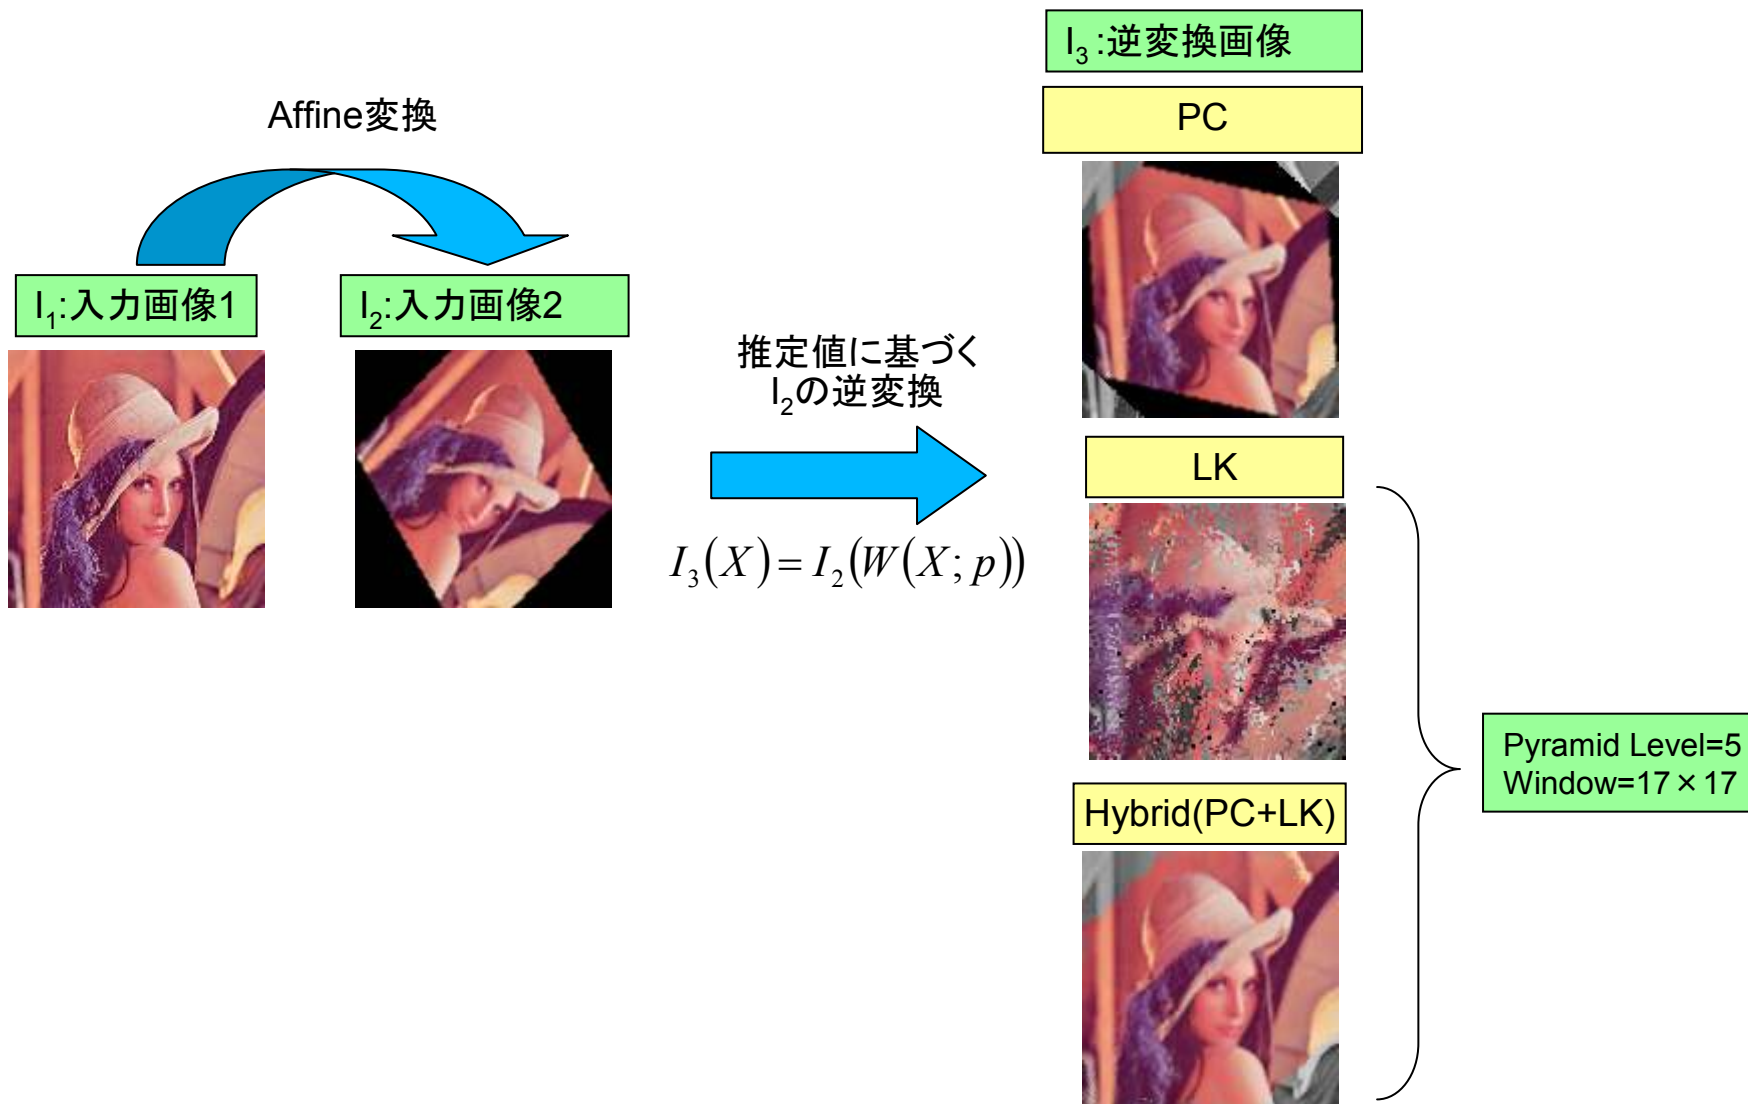 Affine変換
I₁:入力画像1
I₂:入力画像2
推定値に基づく
I₂の逆変換
I₃(X)=I₂(W(X;p))
I₃:逆変換画像
PC
LK
Hybrid(PC+LK)
Pyramid Level=5
Window=17×17